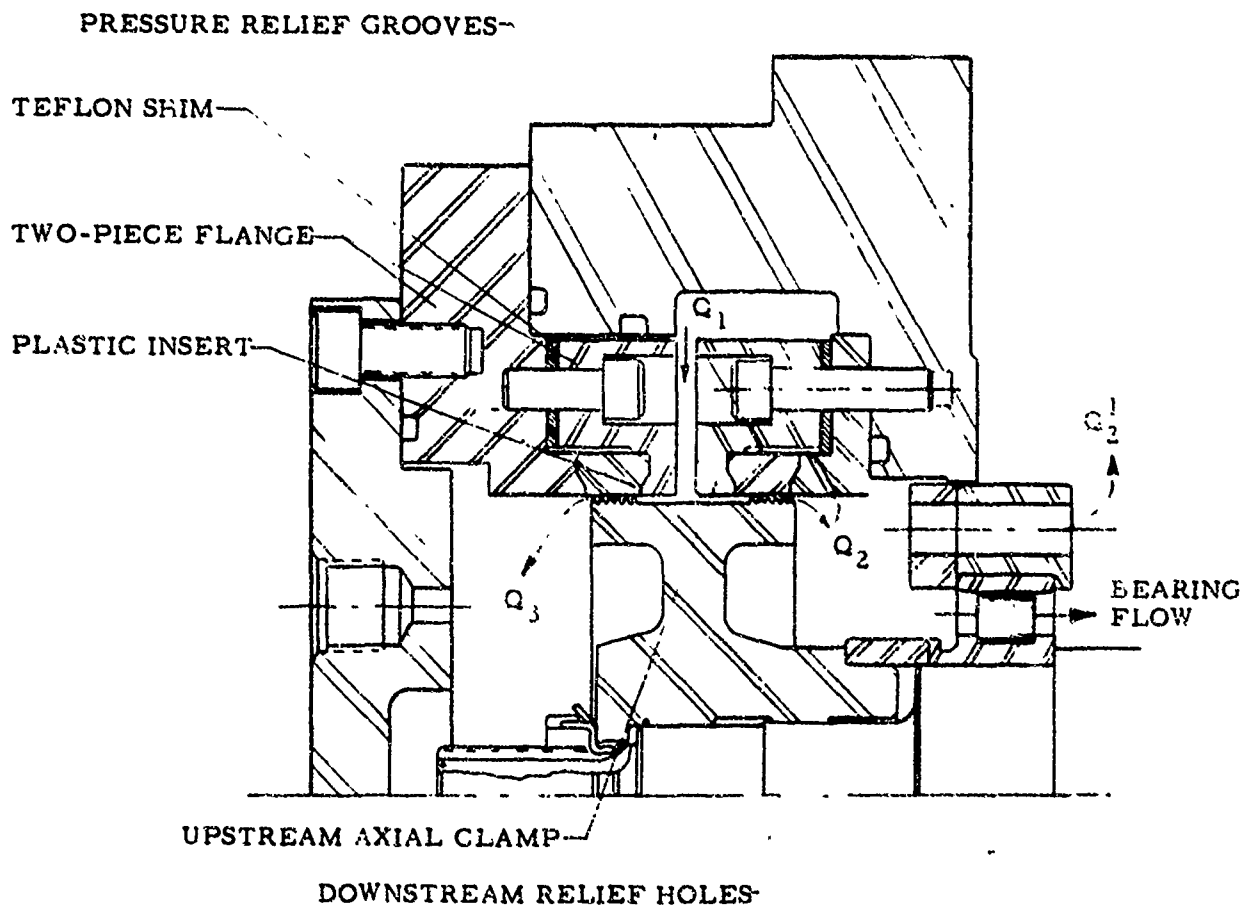 PRESSURE RELIEF GROOVES
TEFLON SHIM
TWO-PIECE FLANGE
PLASTIC INSERT
Q1
Q2 1
Q2
Q3
BEARING
FLOW
UPSTREAM AXIAL CLAMP
DOWNSTREAM RELIEF HOLES